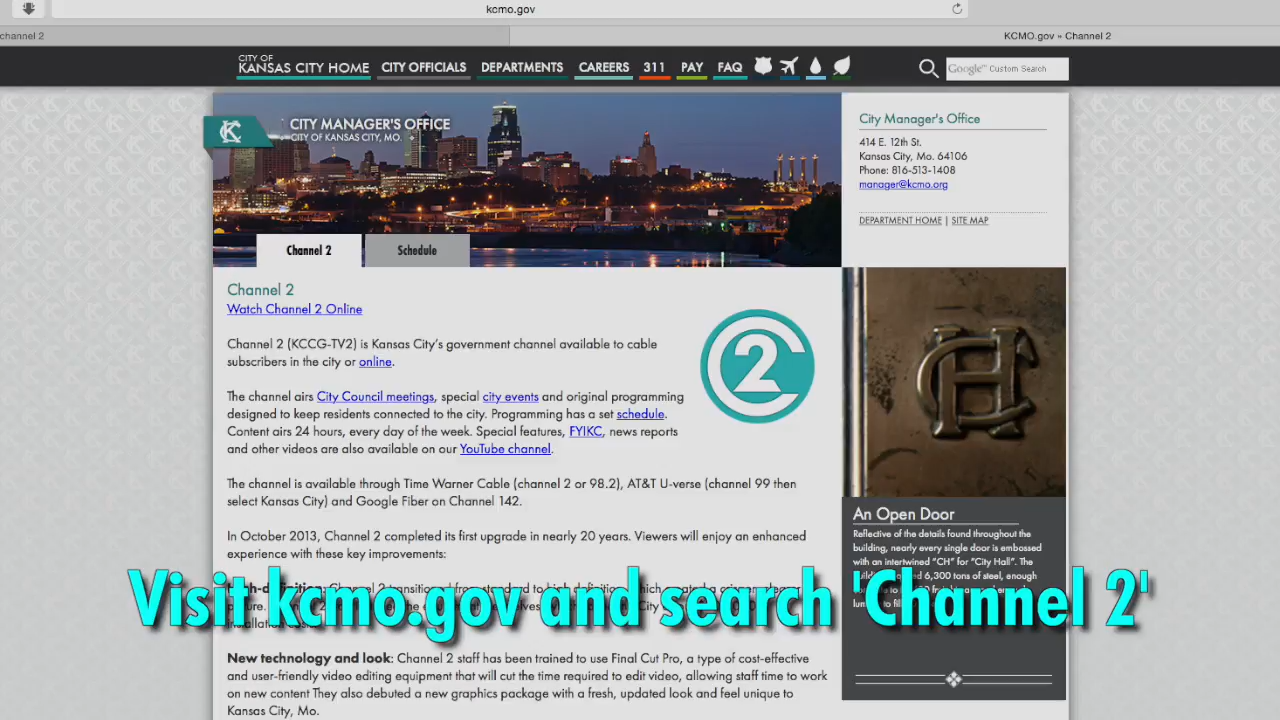 kcmo.gov
channel 2
KCMO.gov » Channel 2
CITY OF
KANSAS CITY HOME
CITY OFFICIALS
DEPARTMENTS
CAREERS
311
PAY
FAQ
Google™ Custom Search
CITY MANAGER'S OFFICE
CITY OF KANSAS CITY, MO.
City Manager's Office
414 E. 12th St.
Kansas City, Mo. 64106
Phone: 816-513-1408
manager@kcmo.org
DEPARTMENT HOME | SITE MAP
Channel 2
Schedule
Channel 2
Watch Channel 2 Online
Channel 2 (KCCG-TV2) is Kansas City's government channel available to cable
subscribers in the city or online.
The channel airs City Council meetings, special city events and original programming
designed to keep residents connected to the city. Programming has a set schedule.
Content airs 24 hours, every day of the week. Special features, FYIKC, news reports
and other videos are also available on our YouTube channel.
2
The channel is available through Time Warner Cable (channel 2 or 98.2), AT&T U-verse (channel 99 then
select Kansas City) and Google Fiber on Channel 142.
In October 2013, Channel 2 completed its first upgrade in nearly 20 years. Viewers will enjoy an enhanced
experience with these key improvements:
CH
An Open Door
Reflective of the details found throughout the
building, nearly every single door is embossed
with an intertwined "CH" for "City Hall". The
6,300 tons of steel, enough
Visit kcmo.gov and search 'Channel 2'
New technology and look: Channel 2 staff has been trained to use Final Cut Pro, a type of cost-effective
and user-friendly video editing equipment that will cut the time required to edit video, allowing staff time to work
on new content They also debuted a new graphics package with a fresh, updated look and feel unique to
Kansas City, Mo.